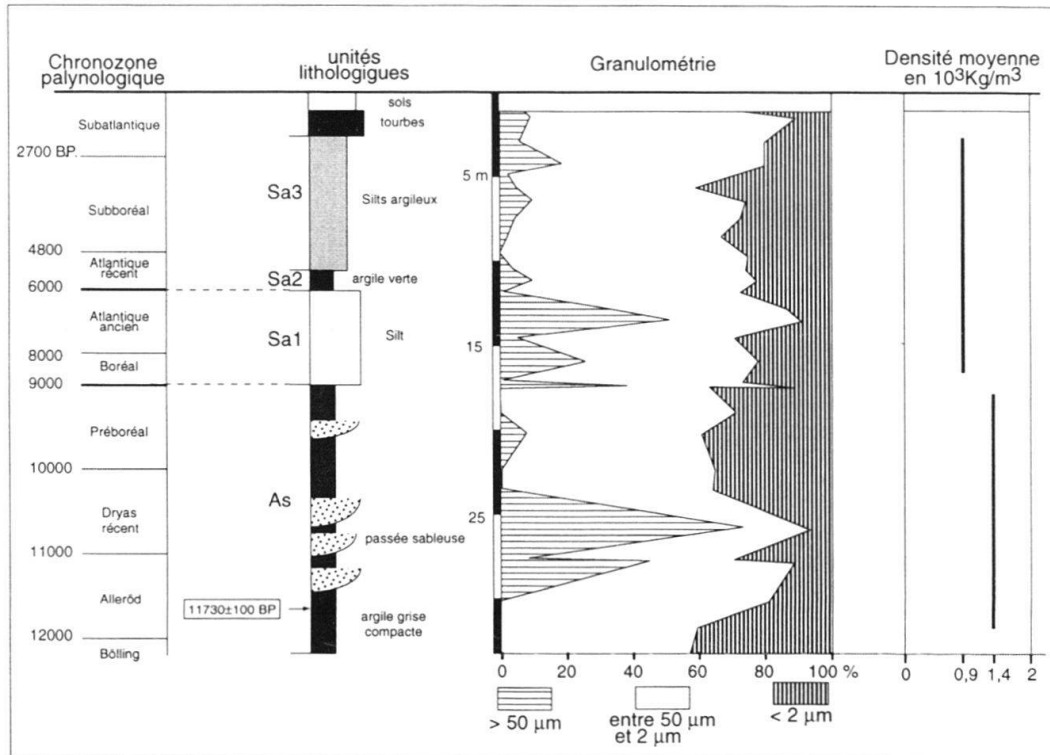 Chronozone
palynologique
unités
lithologigues
Granulométrie
Densité moyenne
en 10³Kg/m³
sols
tourbes
Subatlantique
2700 BP.
5 m
Sa3
Silts argileux
Subboréal
4800
Atlantique
récent
Sa2
argile verte
6000
Atlantique
ancien
Sa1
Silt
15
8000
Boréal
9000
Préboréal
10000
As
Dryas
récent
25
passée sableuse
11000
Alleröd
11730±100 BP
argile grise
compacte
12000
Bölling
0 20 40 60 80 100 %
0 0,9 1,4 2
> 50 µm
entre 50 µm
et 2 µm
< 2 µm